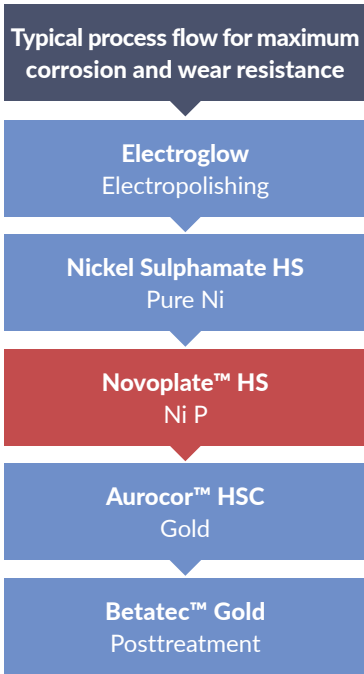 Typical process flow for maximum
corrosion and wear resistance
Electroglow
Electropolishing
Nickel Sulphamate HS
Pure Ni
Novoplate™ HS
Ni P
Aurocor™ HSC
Gold
Betatec™ Gold
Posttreatment